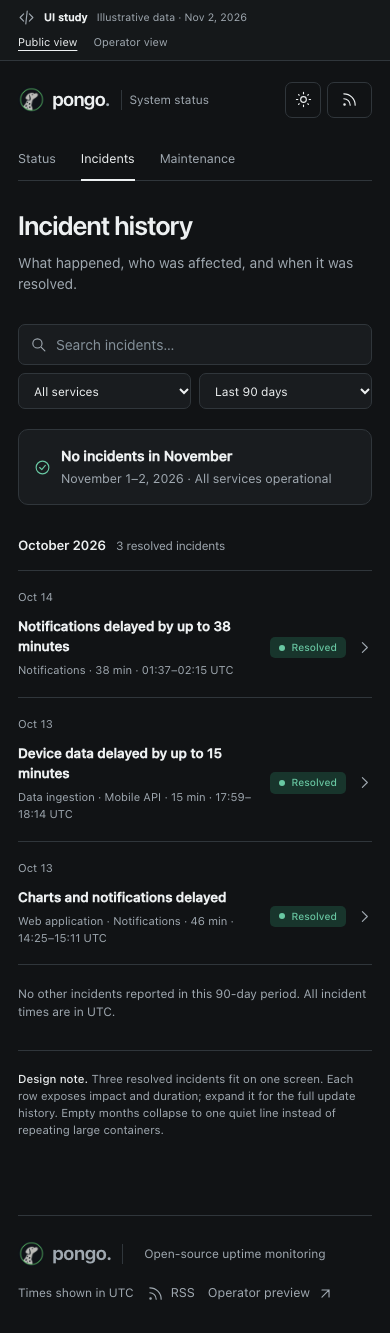 UI study Illustrative data · Nov 2, 2026
Public view Operator view
pongo. System status
Status Incidents Maintenance
Incident history
What happened, who was affected, and when it was
resolved.
Search incidents...
All services Last 90 days
No incidents in November
November 1–2, 2026 · All services operational
October 2026 3 resolved incidents
Oct 14
Notifications delayed by up to 38
minutes
Resolved
Notifications · 38 min · 01:37–02:15 UTC
Oct 13
Device data delayed by up to 15
minutes
Resolved
Data ingestion · Mobile API · 15 min · 17:59–
18:14 UTC
Oct 13
Charts and notifications delayed
Resolved
Web application · Notifications · 46 min ·
14:25–15:11 UTC
No other incidents reported in this 90-day period. All incident
times are in UTC.
Design note. Three resolved incidents fit on one screen. Each
row exposes impact and duration; expand it for the full update
history. Empty months collapse to one quiet line instead of
repeating large containers.
pongo. Open-source uptime monitoring
Times shown in UTC RSS Operator preview